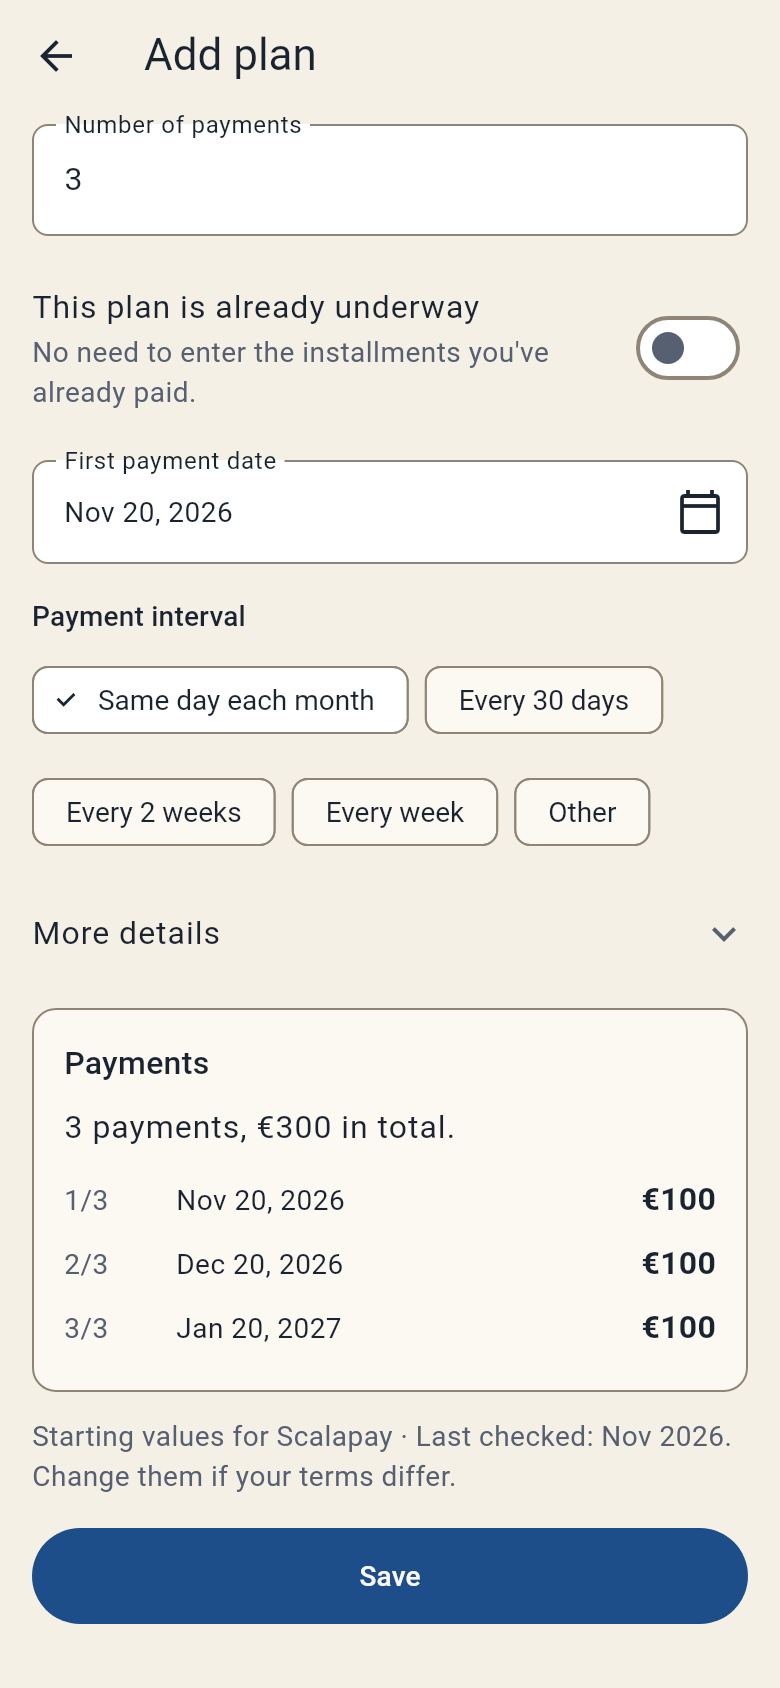 Add plan
Number of payments
3
This plan is already underway
No need to enter the installments you've
already paid.
First payment date
Nov 20, 2026
Payment interval
Same day each month
Every 30 days
Every 2 weeks
Every week
Other
More details
Payments
3 payments, €300 in total.
1/3 Nov 20, 2026 €100
2/3 Dec 20, 2026 €100
3/3 Jan 20, 2027 €100
Starting values for Scalapay · Last checked: Nov 2026.
Change them if your terms differ.
Save